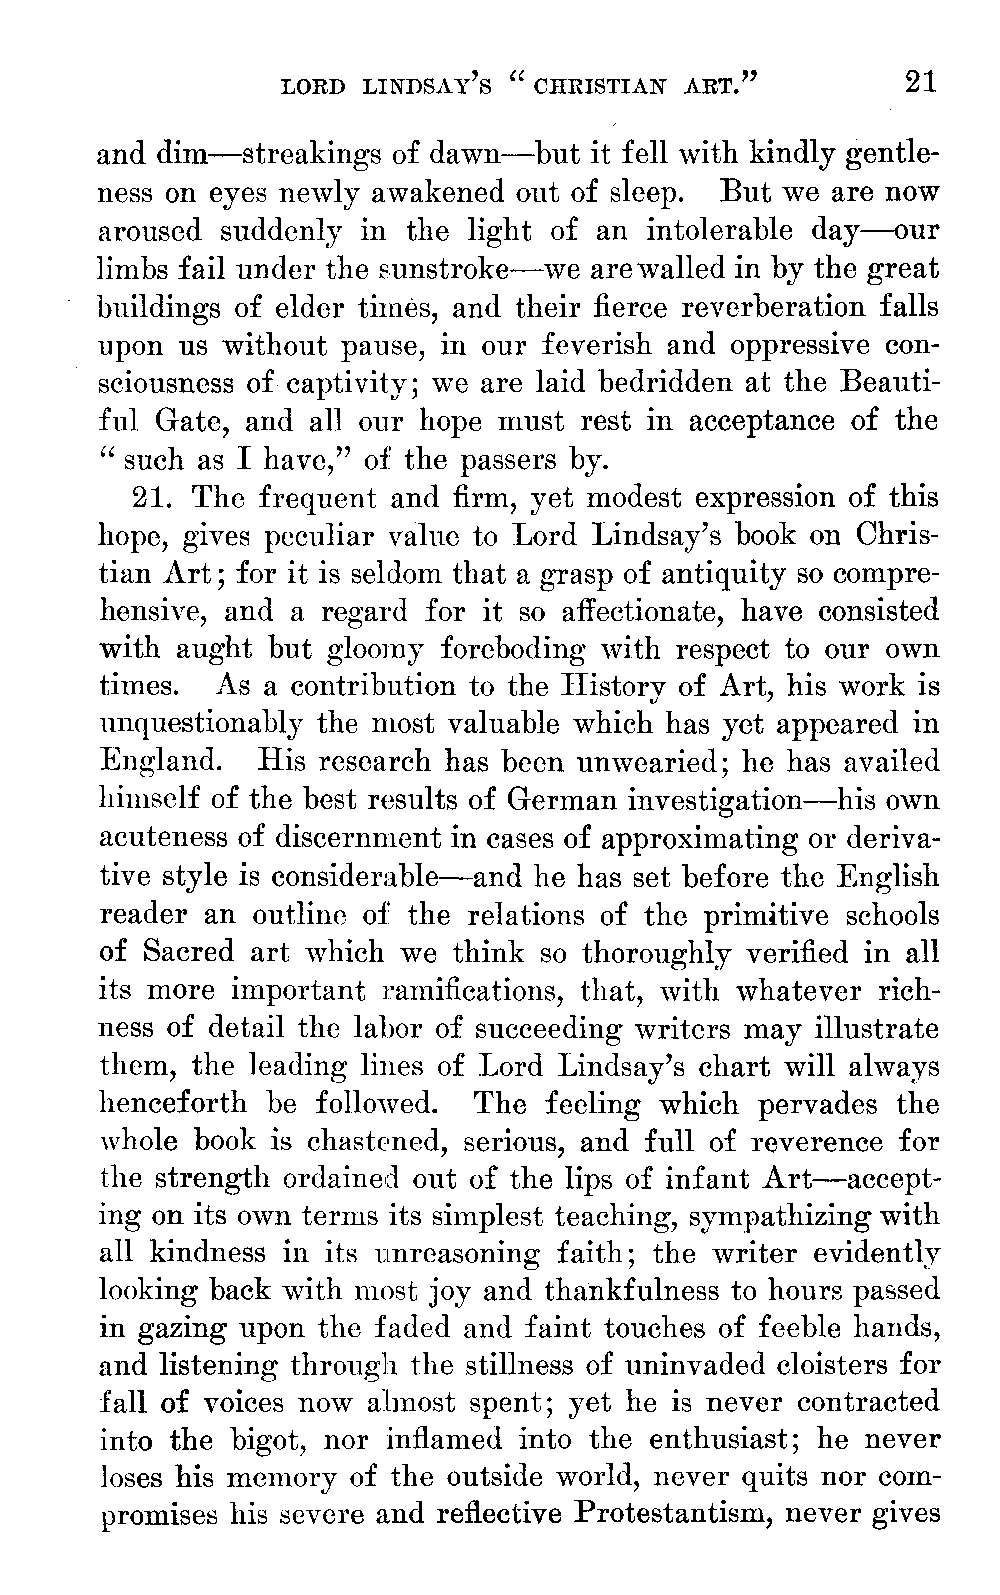 LORD LINDSAY'S “ CHRISTIAN ART.” 21
and dim—streakings of dawn—but it fell with kindly gentle-
ness on eyes newly awakened out of sleep. But we are now
aroused suddenly in the light of an intolerable day—our
limbs fail under the sunstroke—we are walled in by the great
buildings of elder times, and their fierce reverberation falls
upon us without pause, in our feverish and oppressive con-
sciousness of captivity; we are laid bedridden at the Beauti-
ful Gate, and all our hope must rest in acceptance of the
“ such as I have,” of the passers by.
21. The frequent and firm, yet modest expression of this
hope, gives peculiar value to Lord Lindsay's book on Chris-
tian Art; for it is seldom that a grasp of antiquity so compre-
hensive, and a regard for it so affectionate, have consisted
with aught but gloomy foreboding with respect to our own
times. As a contribution to the History of Art, his work is
unquestionably the most valuable which has yet appeared in
England. His research has been unwearied; he has availed
himself of the best results of German investigation—his own
acuteness of discernment in cases of approximating or deriva-
tive style is considerable—and he has set before the English
reader an outline of the relations of the primitive schools
of Sacred art which we think so thoroughly verified in all
its more important ramifications, that, with whatever rich-
ness of detail the labor of succeeding writers may illustrate
them, the leading lines of Lord Lindsay's chart will always
henceforth be followed. The feeling which pervades the
whole book is chastened, serious, and full of reverence for
the strength ordained out of the lips of infant Art—accept-
ing on its own terms its simplest teaching, sympathizing with
all kindness in its unreasoning faith; the writer evidently
looking back with most joy and thankfulness to hours passed
in gazing upon the faded and faint touches of feeble hands,
and listening through the stillness of uninvaded cloisters for
fall of voices now almost spent; yet he is never contracted
into the bigot, nor inflamed into the enthusiast; he never
loses his memory of the outside world, never quits nor com-
promises his severe and reflective Protestantism, never gives